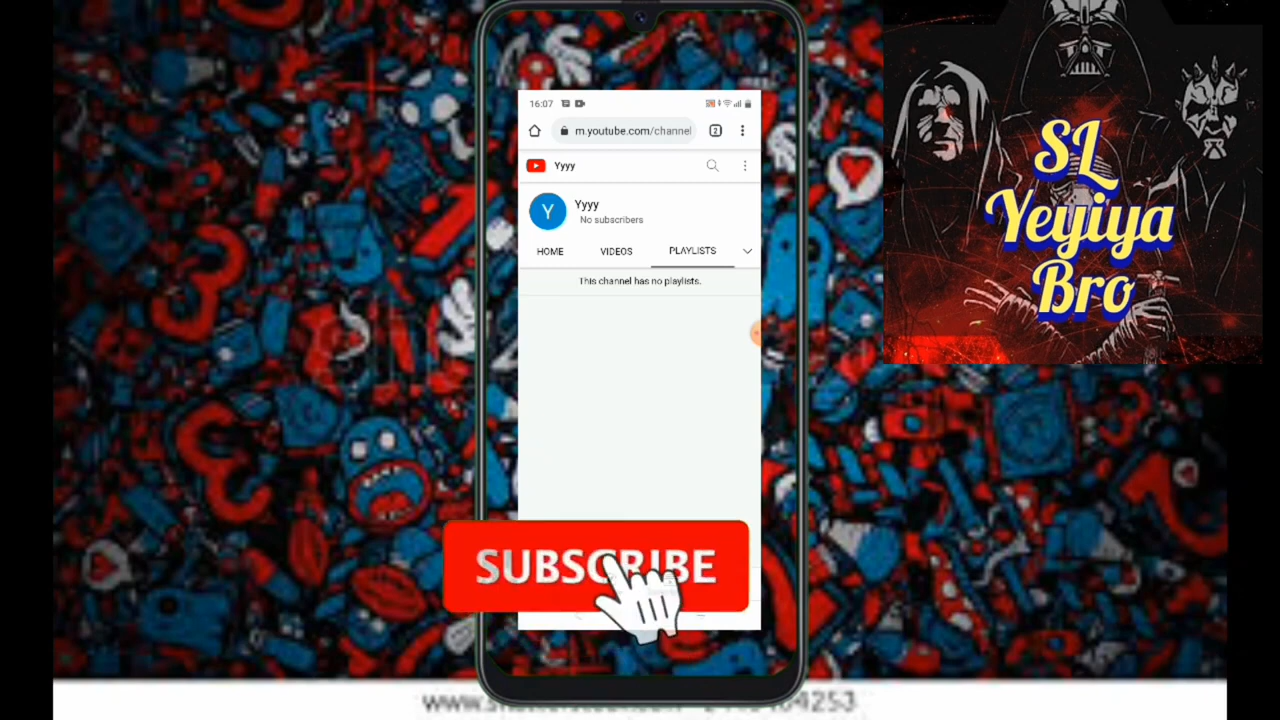 16:07
m.youtube.com/channel
2
Yyyy
Y
Yyyy
No subscribers
HOME VIDEOS PLAYLISTS
This channel has no playlists.
SUBSCRIBE
SL
Yeyiya
Bro